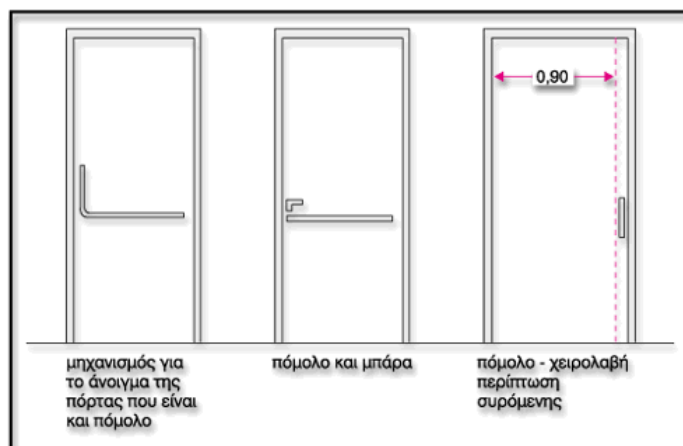 0,90
μηχανισμός για
το άνοιγμα της
πόρτας που είναι
και πόμολο
πόμολο και μπάρα
πόμολο - χειρολαβή
περίπτωση
συρόμενης